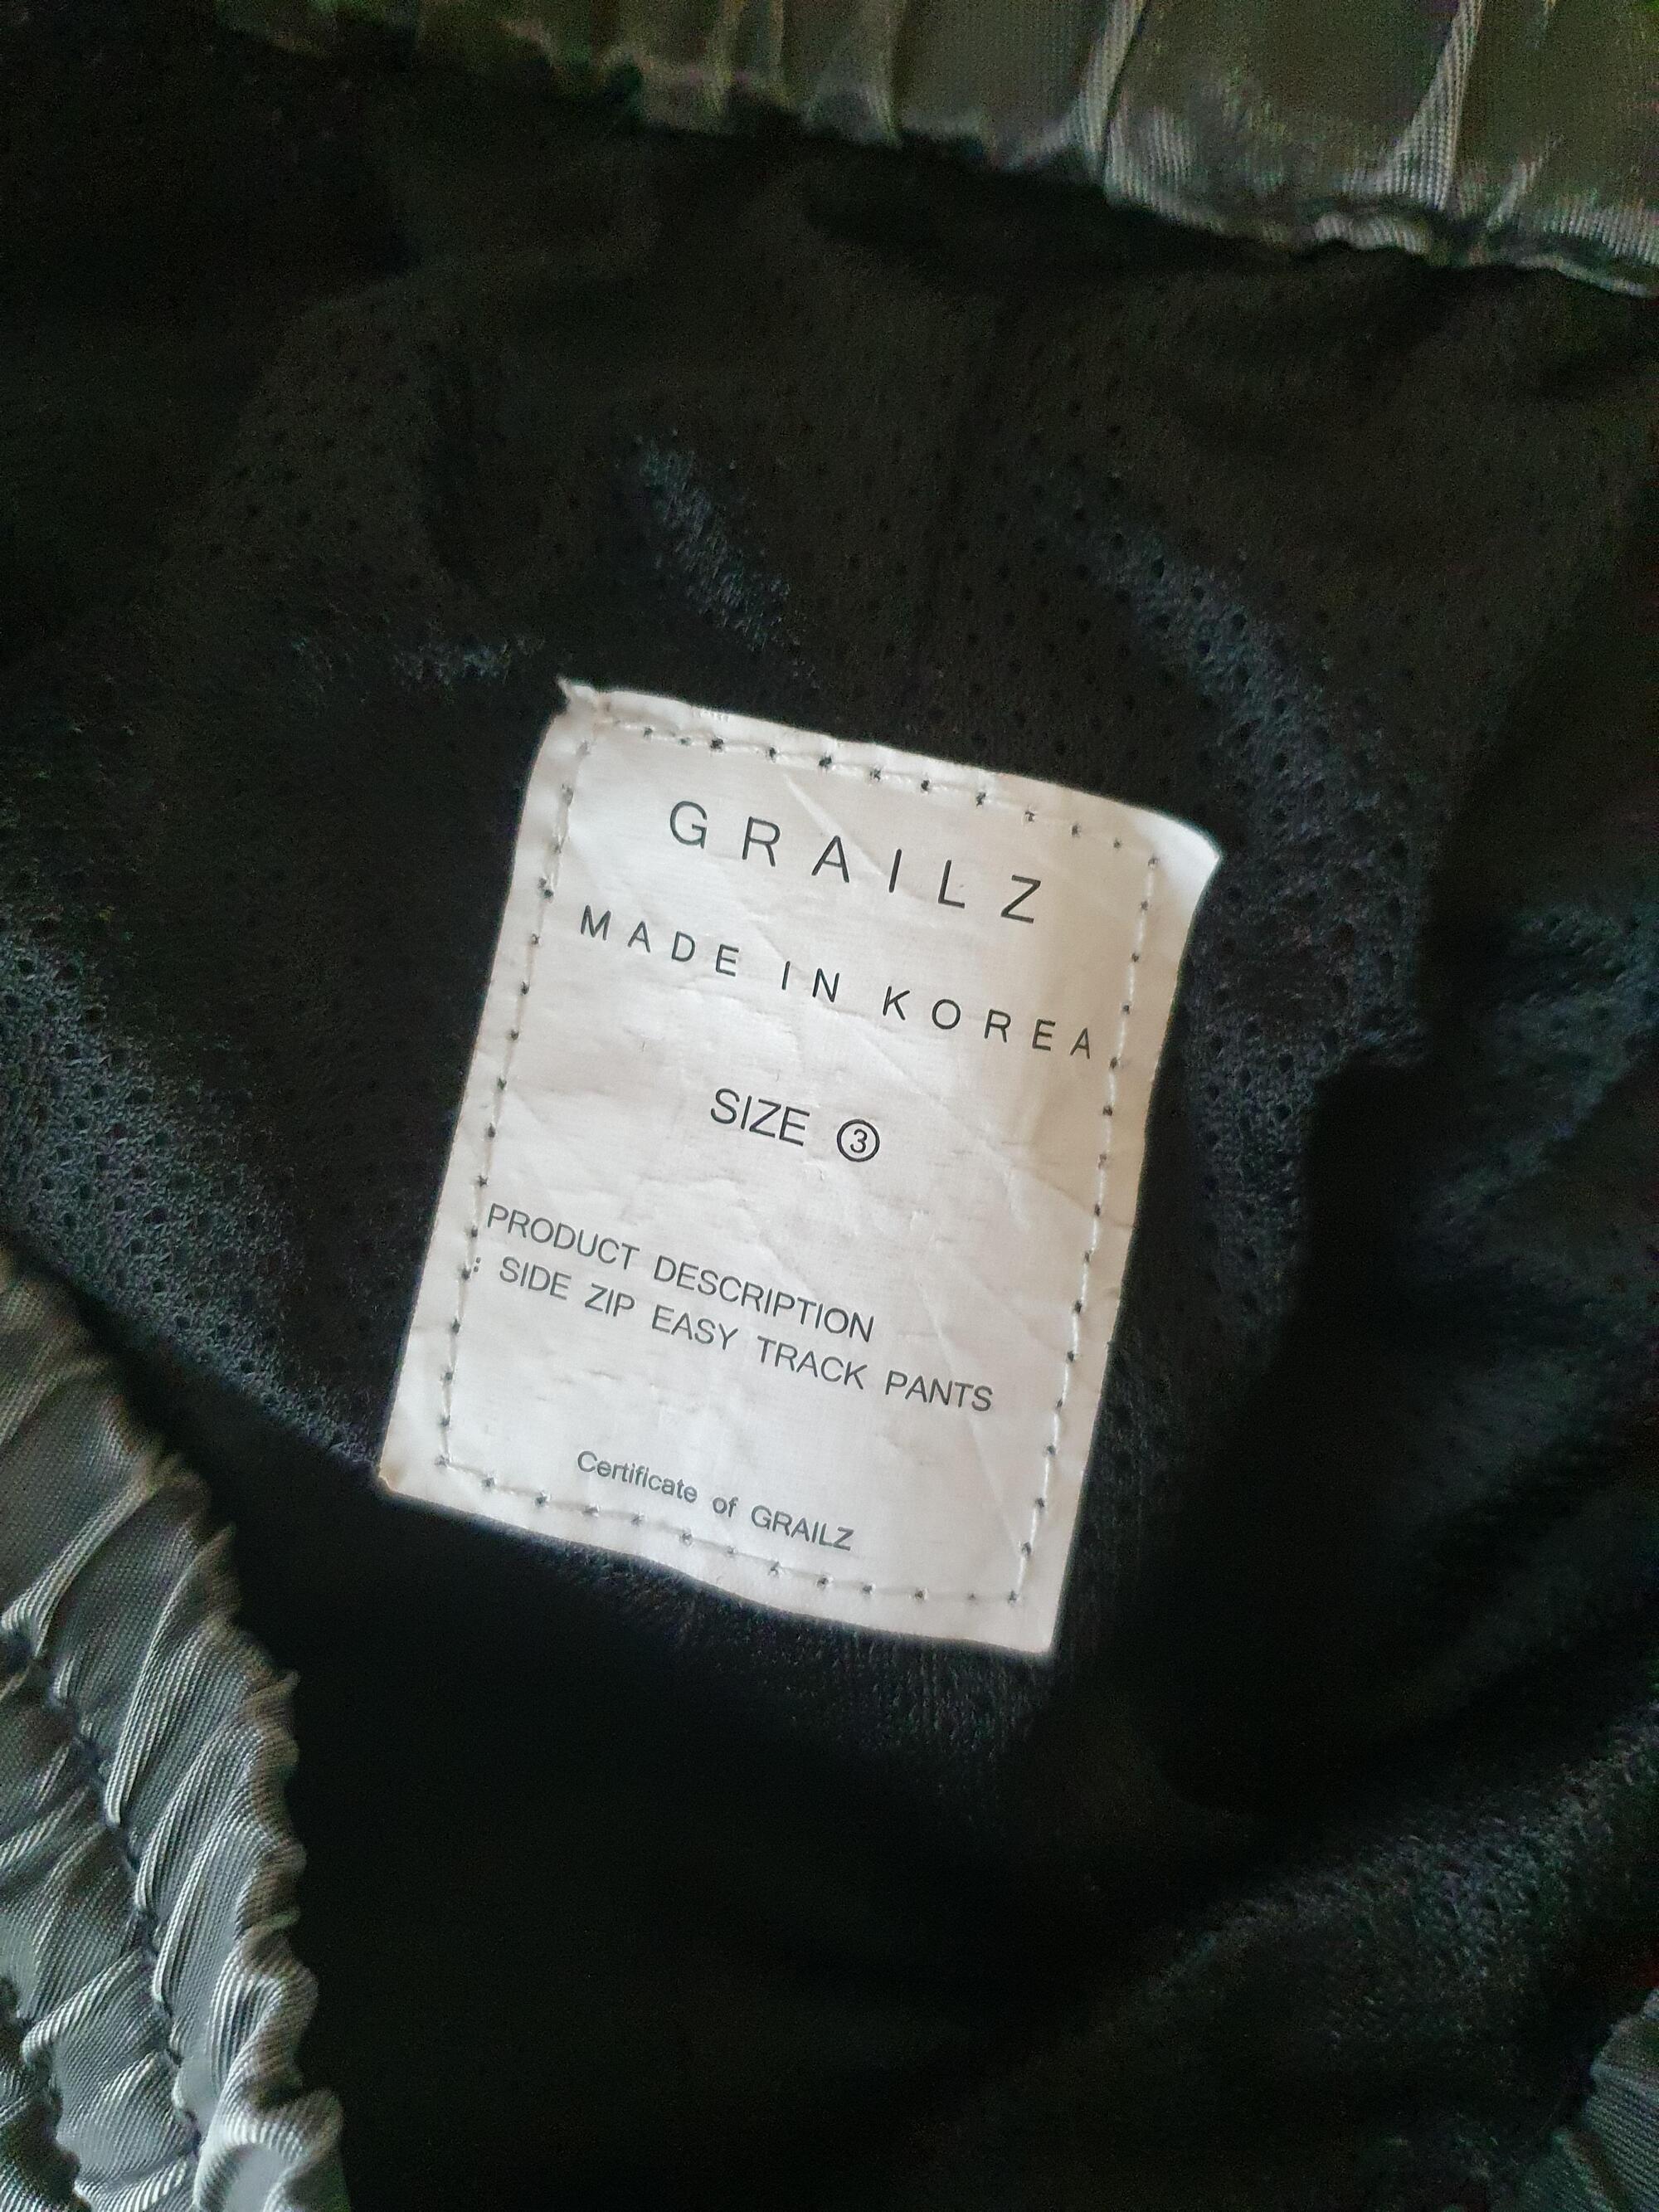 GRAILZ
MADE IN KOREA
SIZE ③
PRODUCT DESCRIPTION
: SIDE ZIP EASY TRACK PANTS
Certificate of GRAILZ